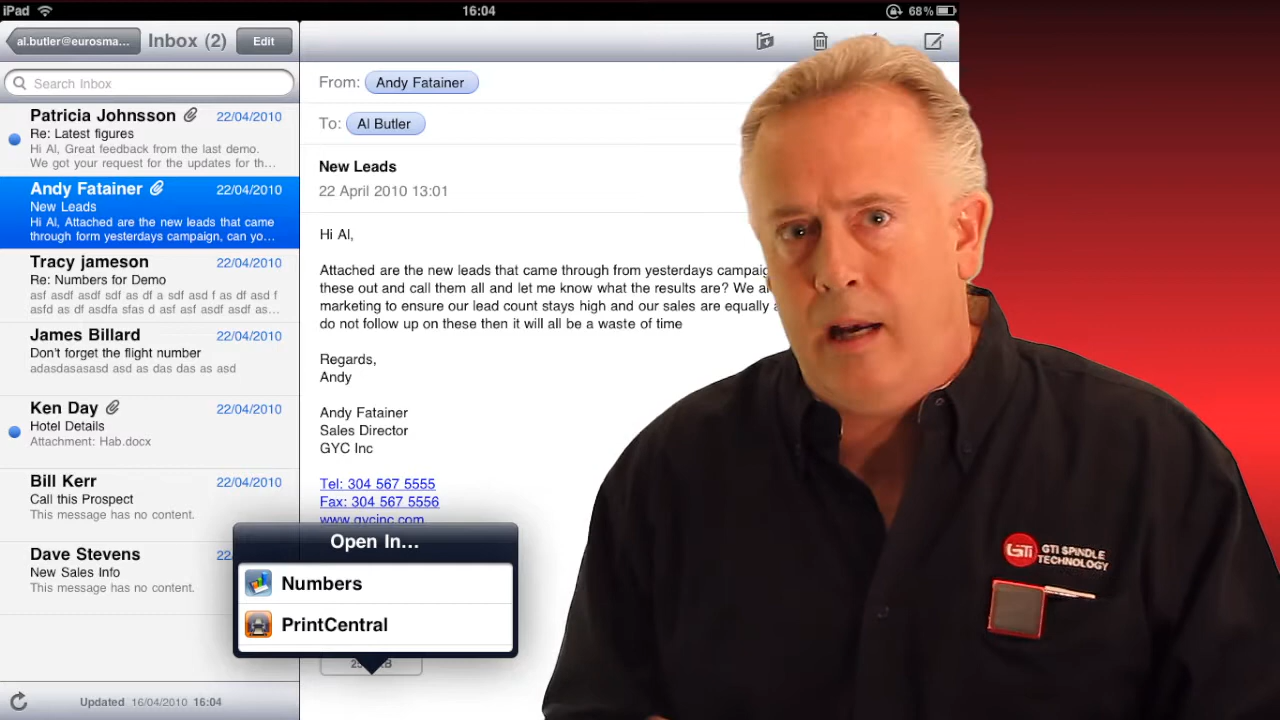 iPad 16:04 68%
al.butler@eurosma... Inbox (2) Edit
Search Inbox
Patricia Johnsson 22/04/2010
Re: Latest figures
Hi Al, Great feedback from the last demo.
We got your request for the updates for th...
Andy Fatainer 22/04/2010
New Leads
Hi Al, Attached are the new leads that came
through form yesterdays campaign, can yo...
Tracy jameson 22/04/2010
Re: Numbers for Demo
asf asdf asdf sdf as df a sdf asd f as df asd f
asfd as df asdfa sfas d asf asdf asdf asdf as...
James Billard 22/04/2010
Don't forget the flight number
adasdasasasd asd as das das as asd
Ken Day 22/04/2010
Hotel Details
Attachment: Hab.docx
Bill Kerr 22/04/2010
Call this Prospect
This message has no content.
Dave Stevens 22/
New Sales Info
This message has no content.
Updated 16/04/2010 16:04
From: Andy Fatainer
To: Al Butler
New Leads
22 April 2010 13:01
Hi Al,
Attached are the new leads that came through from yesterdays campaig
these out and call them all and let me know what the results are? We a
marketing to ensure our lead count stays high and our sales are equally a
do not follow up on these then it will all be a waste of time
Regards,
Andy
Andy Fatainer
Sales Director
GYC Inc
Tel: 304 567 5555
Fax: 304 567 5556
www.gycinc.com
Open In...
Numbers
PrintCentral
GTi GTI SPINDLE
TECHNOLOGY